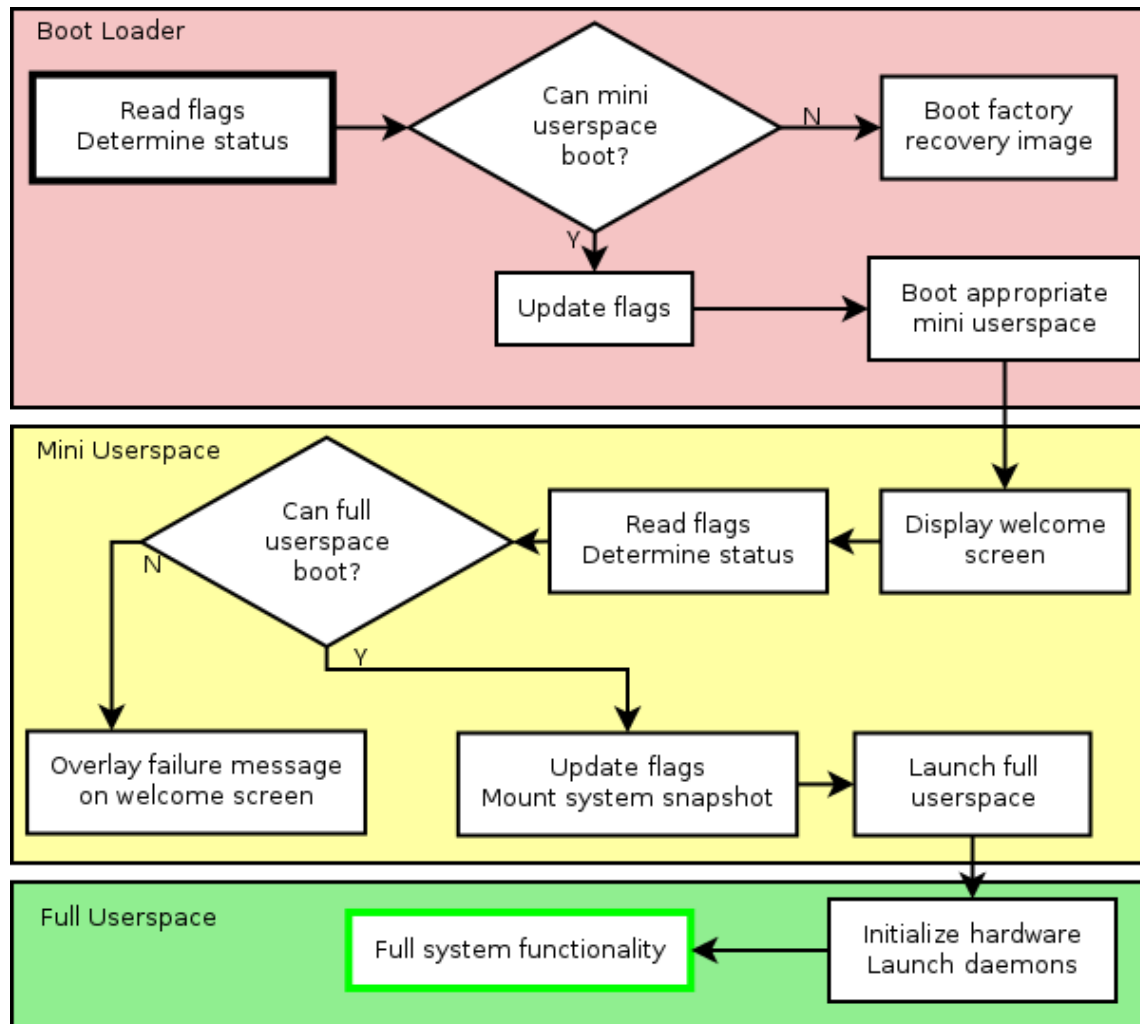 Boot Loader
Read flags
Determine status
Can mini
userspace
boot?
N
Boot factory
recovery image
Y
Update flags
Boot appropriate
mini userspace
Mini Userspace
Display welcome
screen
Read flags
Determine status
Can full
userspace
boot?
N
Y
Overlay failure message
on welcome screen
Update flags
Mount system snapshot
Launch full
userspace
Full Userspace
Initialize hardware
Launch daemons
Full system functionality